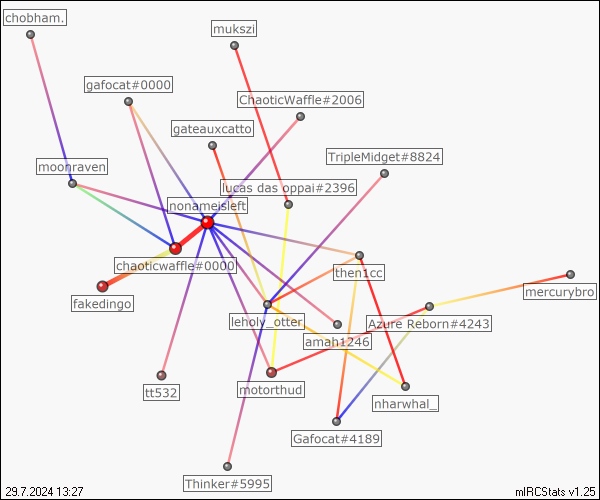 chobham.
mukszi
gafocat#0000
ChaoticWaffle#2006
gateauxcatto
TripleMidget#8824
moonraven
lucas das oppai#2396
nonameisleft
chaoticwaffle#0000
then1cc
mercurybro
fakedingo
leholy_otter
Azure Reborn#4243
amah1246
tt532
motorthud
nharwhal_
Gafocat#4189
Thinker#5995
29.7.2024 13:27
mIRCStats v1.25